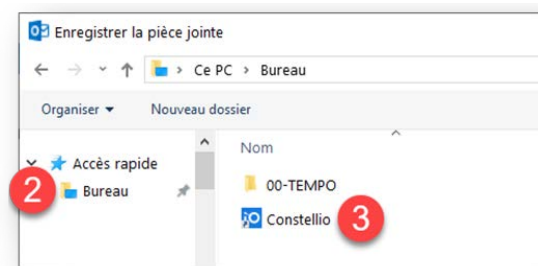 Enregistrer la pièce jointe
Ce PC > Bureau
Organiser Nouveau dossier
Nom
Accès rapide
00-TEMPO
2 Bureau
Constellio 3